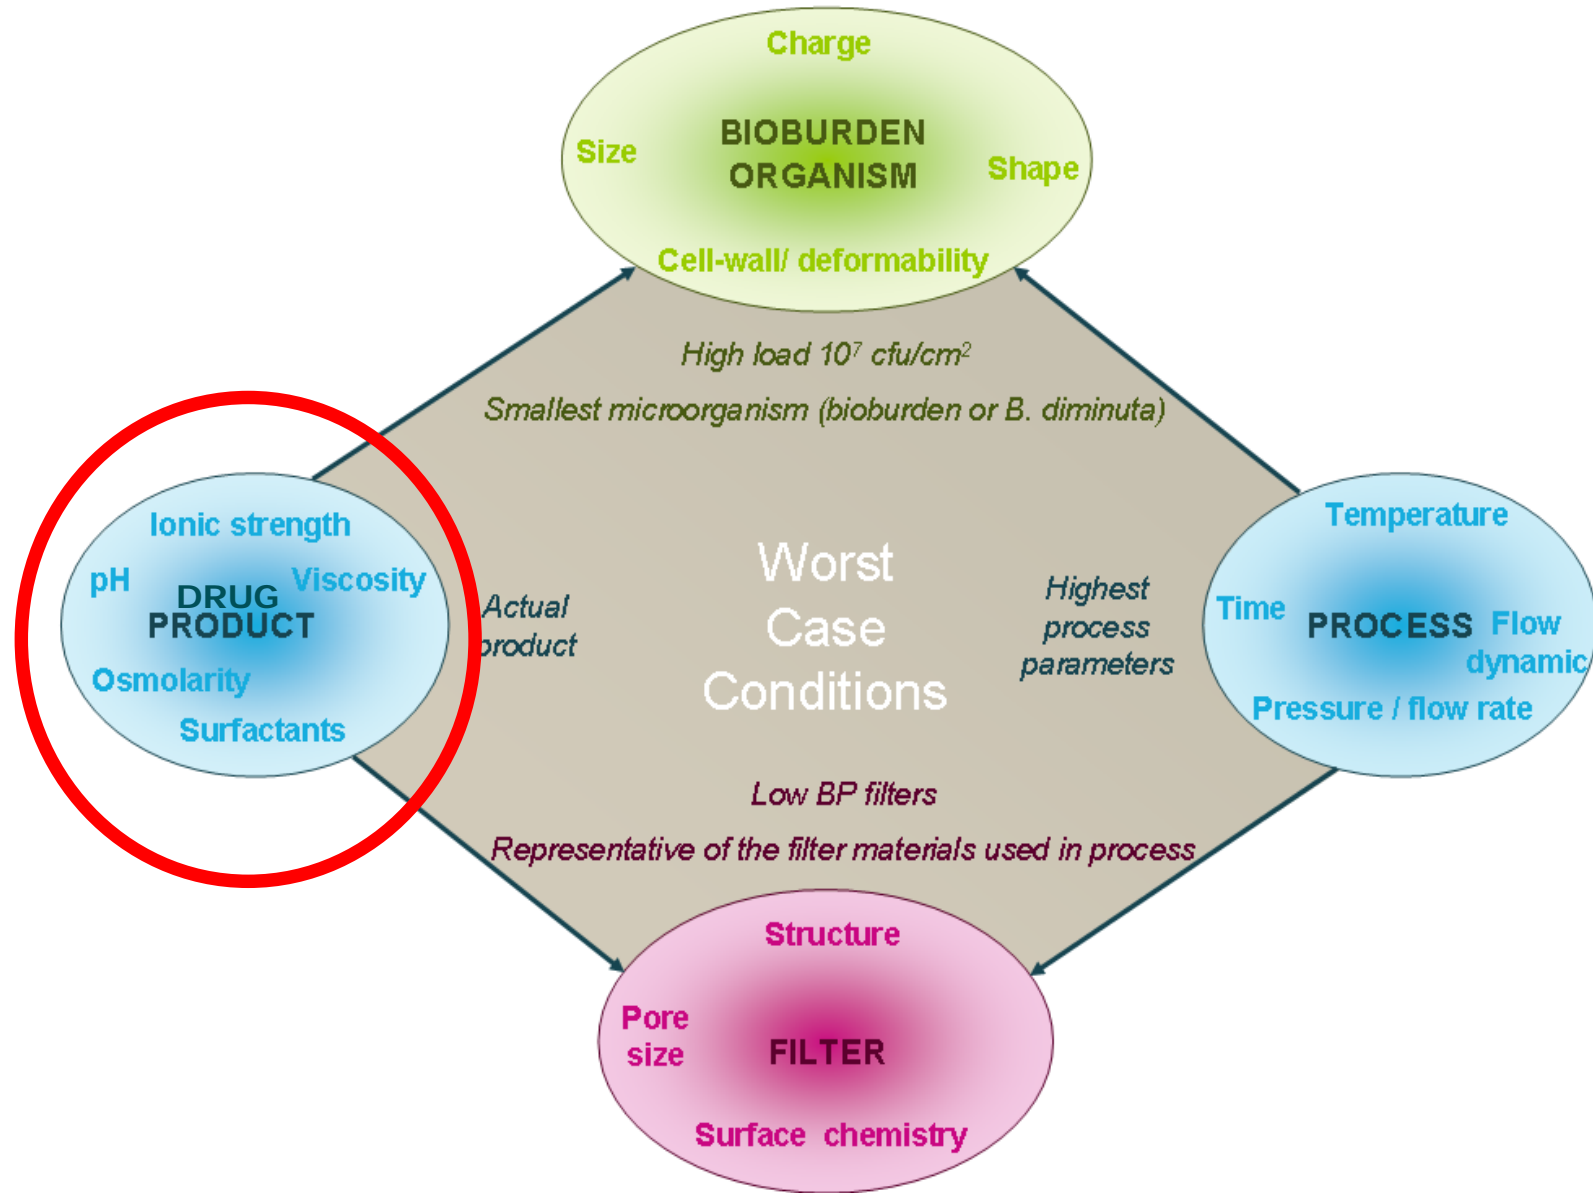 Charge
BIOBURDEN
ORGANISM
Size
Shape
Cell-wall/ deformability
High load 10⁷ cfu/cm²
Smallest microorganism (bioburden or B. diminuta)
Ionic strength
pH
Viscosity
DRUG
PRODUCT
Osmolarity
Surfactants
Actual
product
Worst
Case
Conditions
Highest
process
parameters
Temperature
Time
PROCESS
Flow
dynamic
Pressure / flow rate
Low BP filters
Representative of the filter materials used in process
Structure
Pore
size
FILTER
Surface chemistry